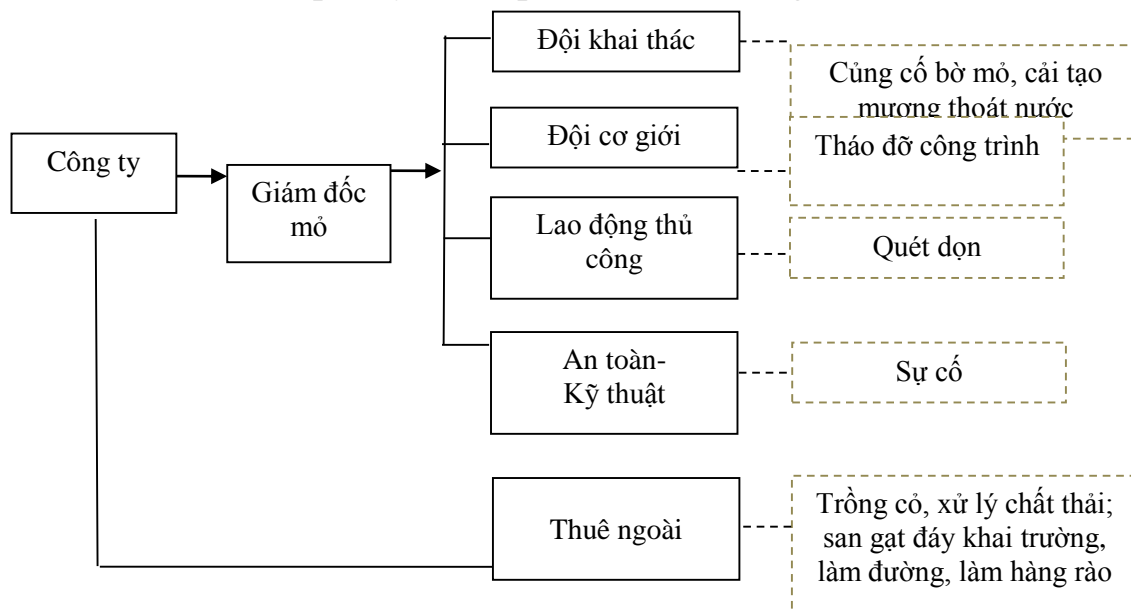 Đội khai thác
Củng cố bờ mỏ, cải tạo
mương thoát nước
Đội cơ giới
Tháo đỡ công trình
Công ty
Giám đốc
mỏ
Lao động thủ
công
Quét dọn
An toàn-
Kỹ thuật
Sự cố
Thuê ngoài
Trồng cỏ, xử lý chất thải;
san gạt đáy khai trường,
làm đường, làm hàng rào